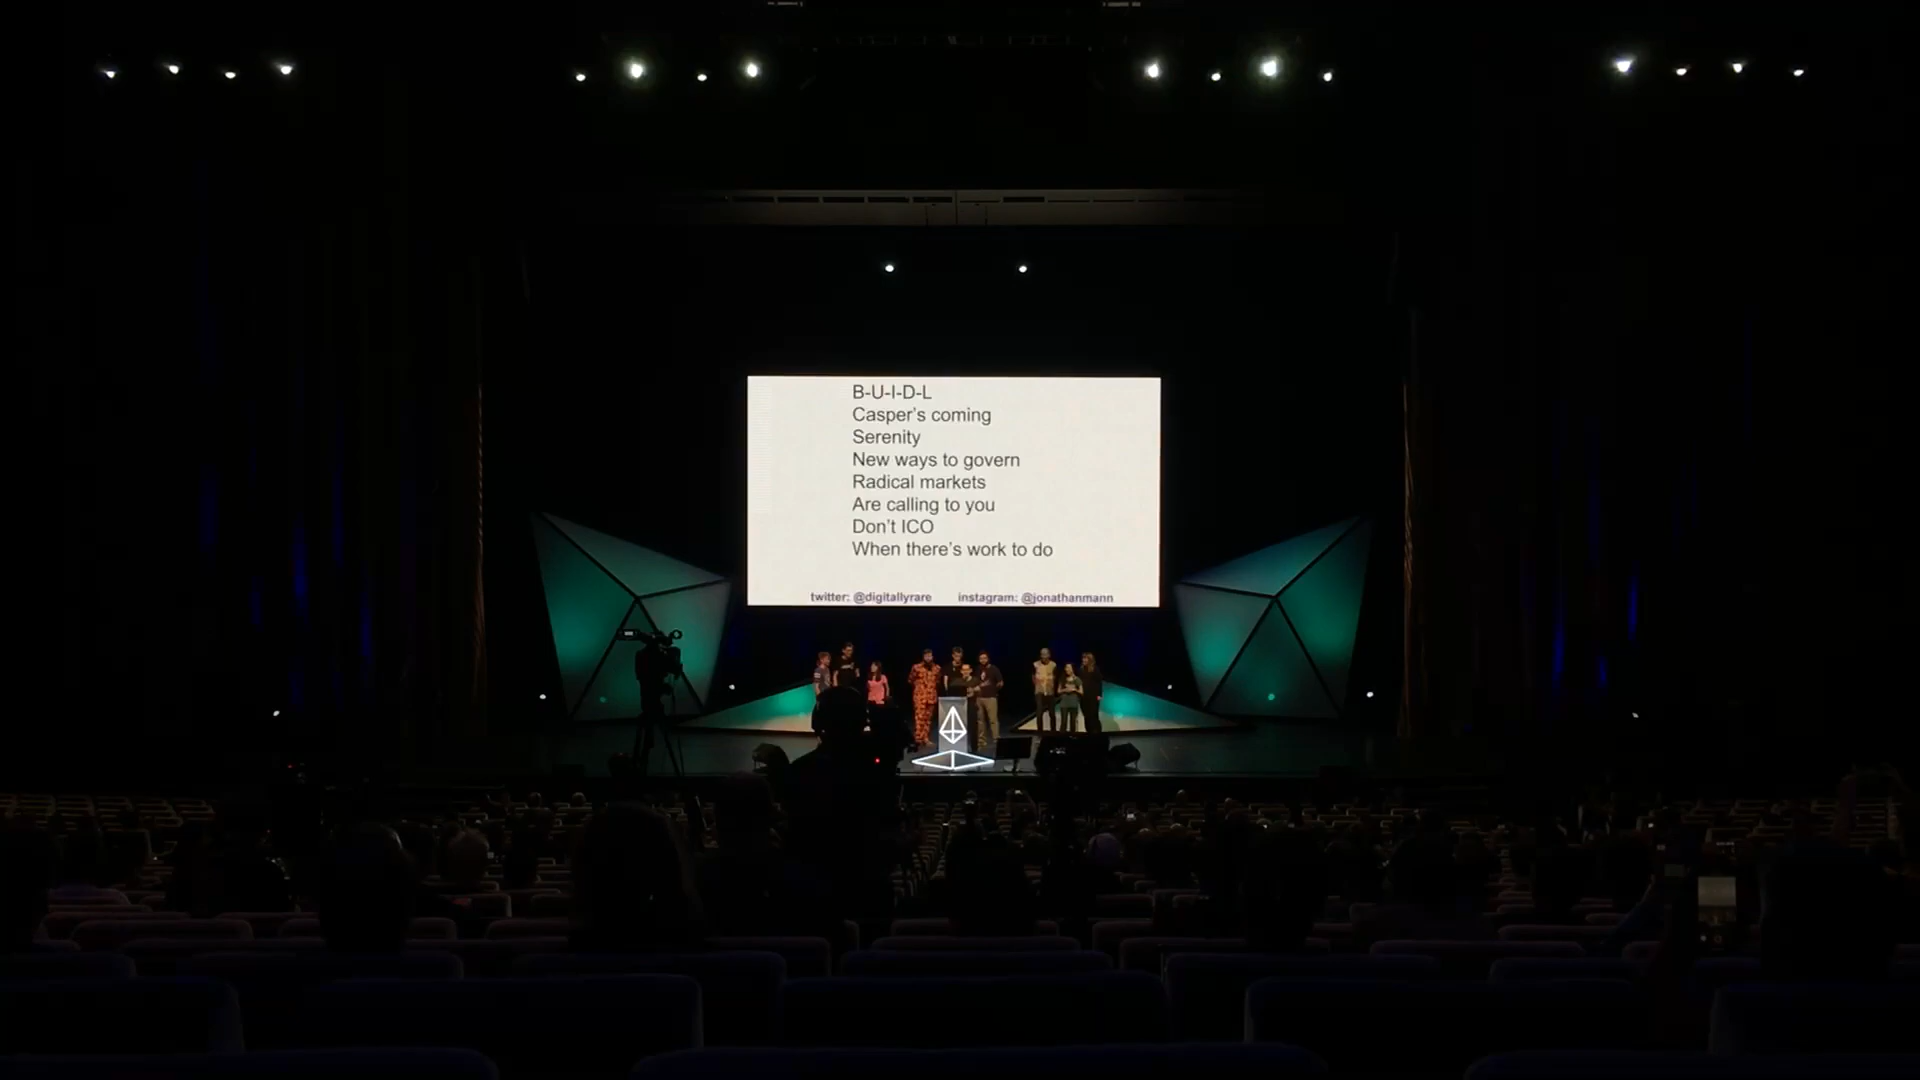 B-U-I-D-L
Casper's coming
Serenity
New ways to govern
Radical markets
Are calling to you
Don't ICO
When there's work to do
twitter: @digitallyrare instagram: @jonathanmann